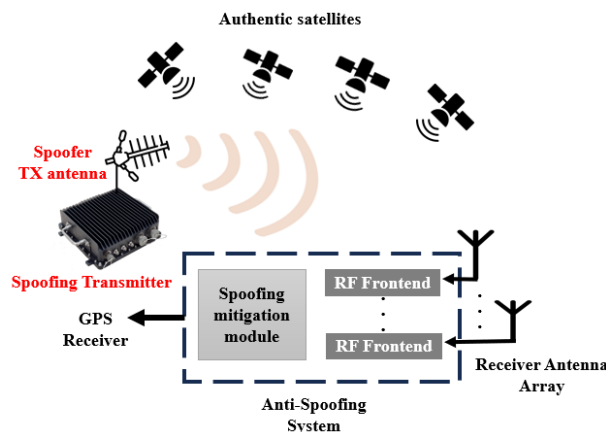 Authentic satellites
Spoofer
TX antenna
Spoofing Transmitter
GPS
Receiver
Spoofing
mitigation
module
RF Frontend
RF Frontend
Receiver Antenna
Array
Anti-Spoofing
System